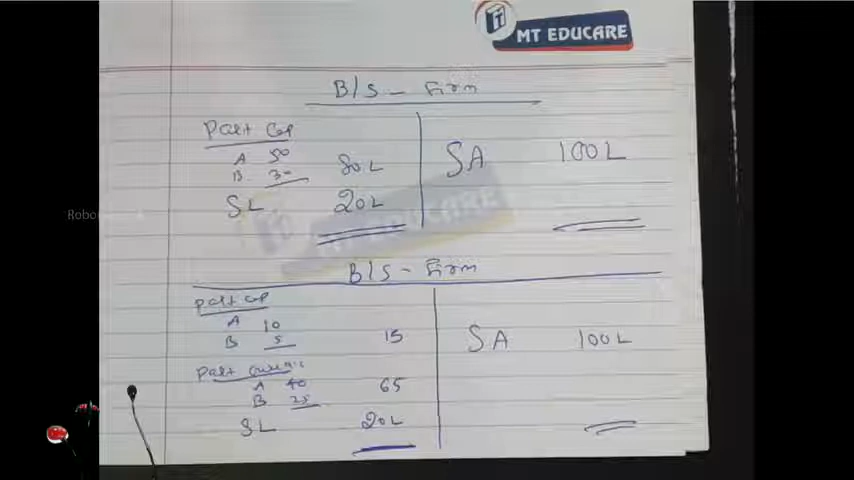 MT EDUCARE
B/S - Firm
Part Cap
A 50
B 30 80L
SA 100L
SL 20L
B/S - Firm
Part Cap
A 10
B 5 15
SA 100L
Part Current
A 40 65
B 25
SL 20L